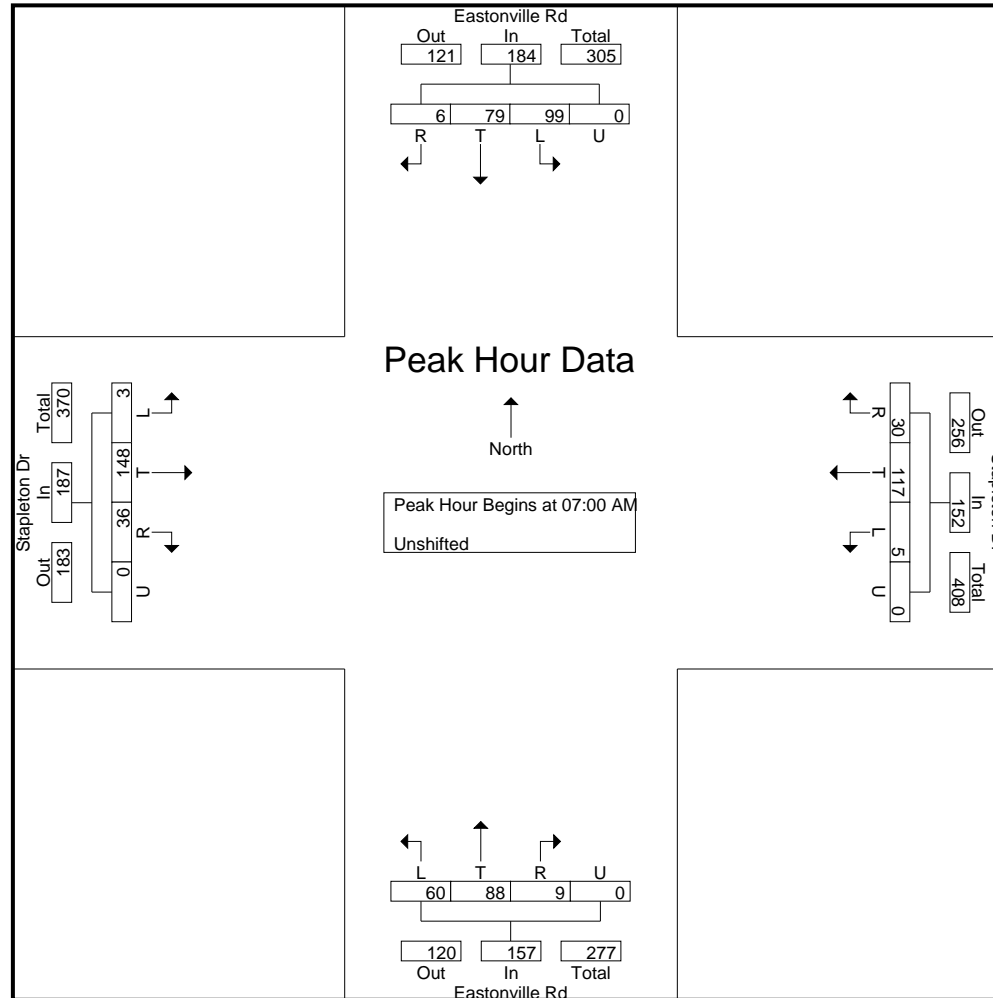 Eastonville Rd
Out In Total
121 184 305
6 79 99 0
R T L U
Peak Hour Data
North
Peak Hour Begins at 07:00 AM
Unshifted
Stapleton Dr
Total In Out
370 187 183
3 148 36 0
L T R U
Out In Total
256 152 408
30 117 5 0
R T L U
L T R U
60 88 9 0
120 157 277
Out In Total
Eastonville Rd